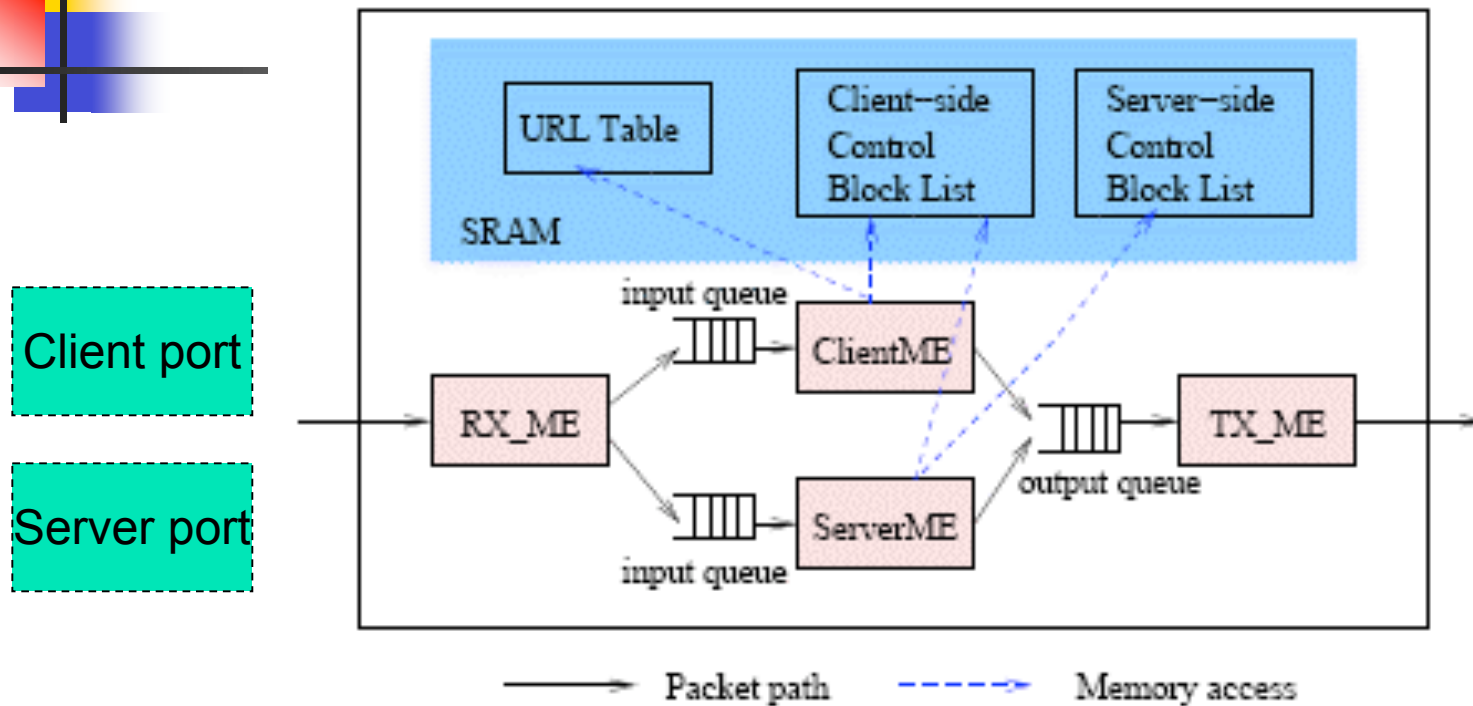 URL Table
Client-side
Control
Block List
Server-side
Control
Block List
SRAM
input queue
Client port
ClientME
RX_ME
TX_ME
output queue
Server port
ServerME
input queue
Packet path
Memory access